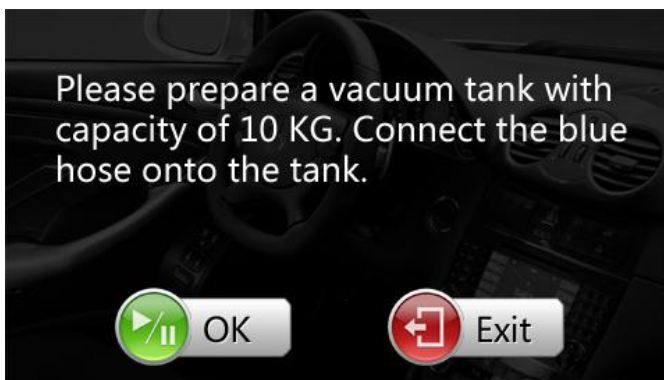 Please prepare a vacuum tank with
capacity of 10 KG. Connect the blue
hose onto the tank.
OK
Exit